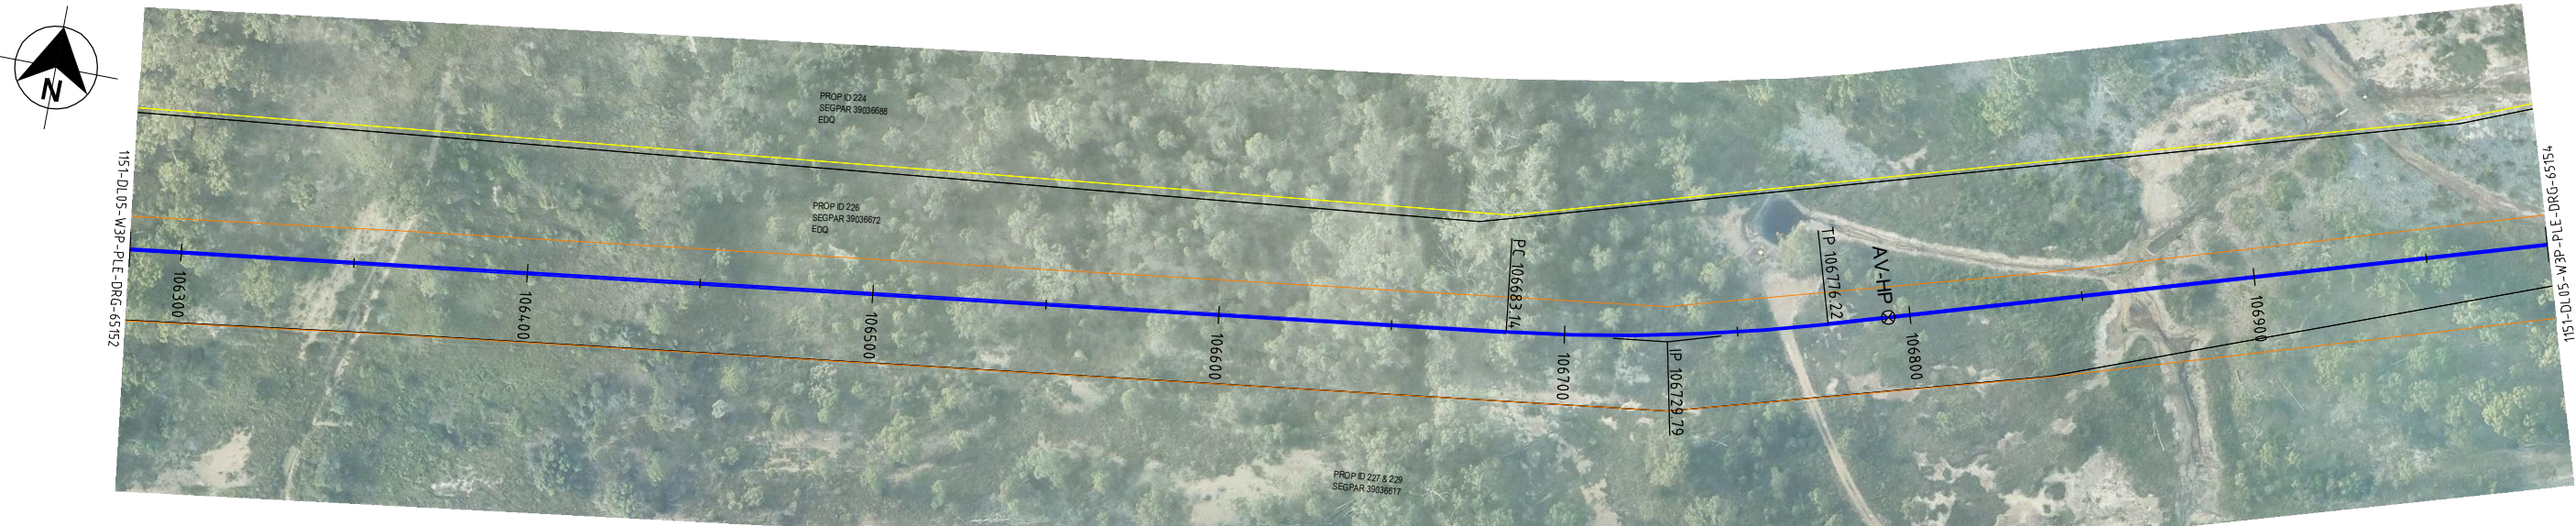 N
1151-DL05-W3P-PLE-DRG-65152
PROP ID 224
SEGPAR 39036688
EDQ
PROP ID 226
SEGPAR 39036672
EDQ
106300
106400
106500
106600
PC 106683.14
106700
IP 106729.79
TP 106776.22
AV-HP
106800
106900
PROP ID 227 & 229
SEGPAR 39036617
1151-DL05-W3P-PLE-DRG-65154